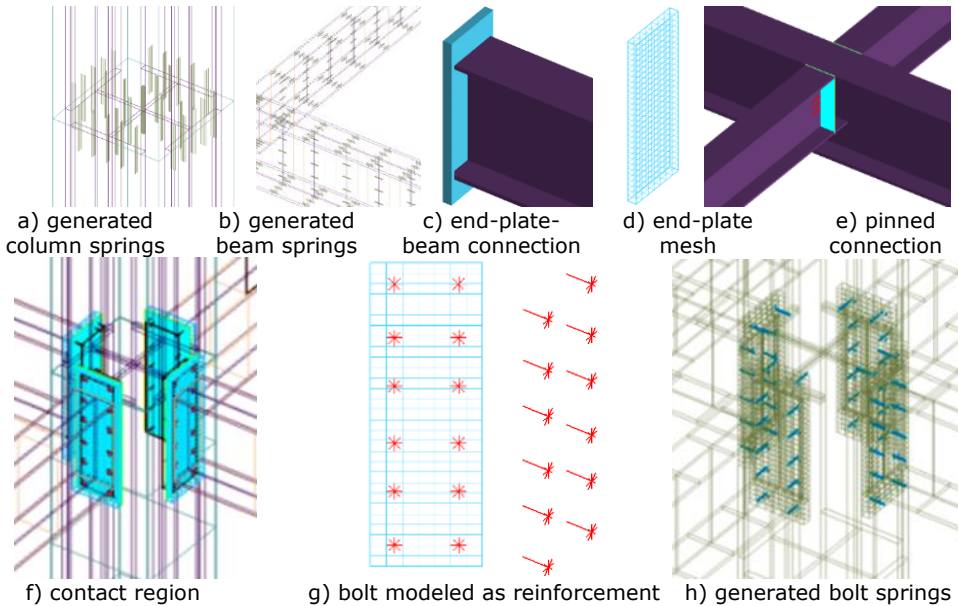 a) generated
column springs
b) generated
beam springs
c) end-plate-
beam connection
d) end-plate
mesh
e) pinned
connection
f) contact region
g) bolt modeled as reinforcement
h) generated bolt springs